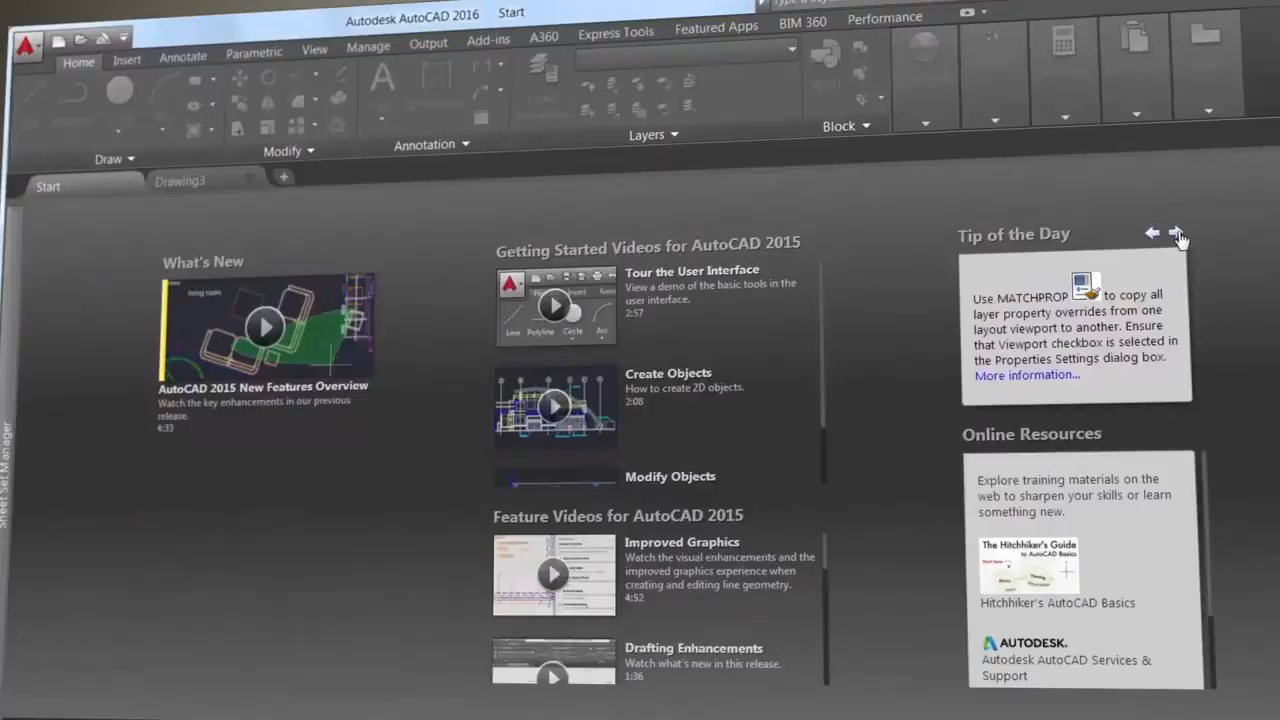 Autodesk AutoCAD 2016 Start
Home Insert Annotate Parametric View Manage Output Add-ins A360 Express Tools Featured Apps BIM 360 Performance
Draw Modify Annotation Layers Block
Start Drawing3
Sheet Set Manager
What's New
living room
AutoCAD 2015 New Features Overview
Watch the key enhancements in our previous
release.
4:33
Getting Started Videos for AutoCAD 2015
Line Polyline Circle Arc
Tour the User Interface
View a demo of the basic tools in the
user interface.
2:57
Create Objects
How to create 2D objects.
2:08
Modify Objects
Feature Videos for AutoCAD 2015
Improved Graphics
Watch the visual enhancements and the
improved graphics experience when
creating and editing line geometry.
4:52
Drafting Enhancements
Watch what's new in this release.
1:36
Tip of the Day
Use MATCHPROP to copy all
layer property overrides from one
layout viewport to another. Ensure
that Viewport checkbox is selected in
the Properties Settings dialog box.
More information...
Online Resources
Explore training materials on the
web to sharpen your skills or learn
something new.
The Hitchhiker's Guide
to AutoCAD Basics
Start here
Hitchhiker's AutoCAD Basics
AUTODESK.
Autodesk AutoCAD Services &
Support